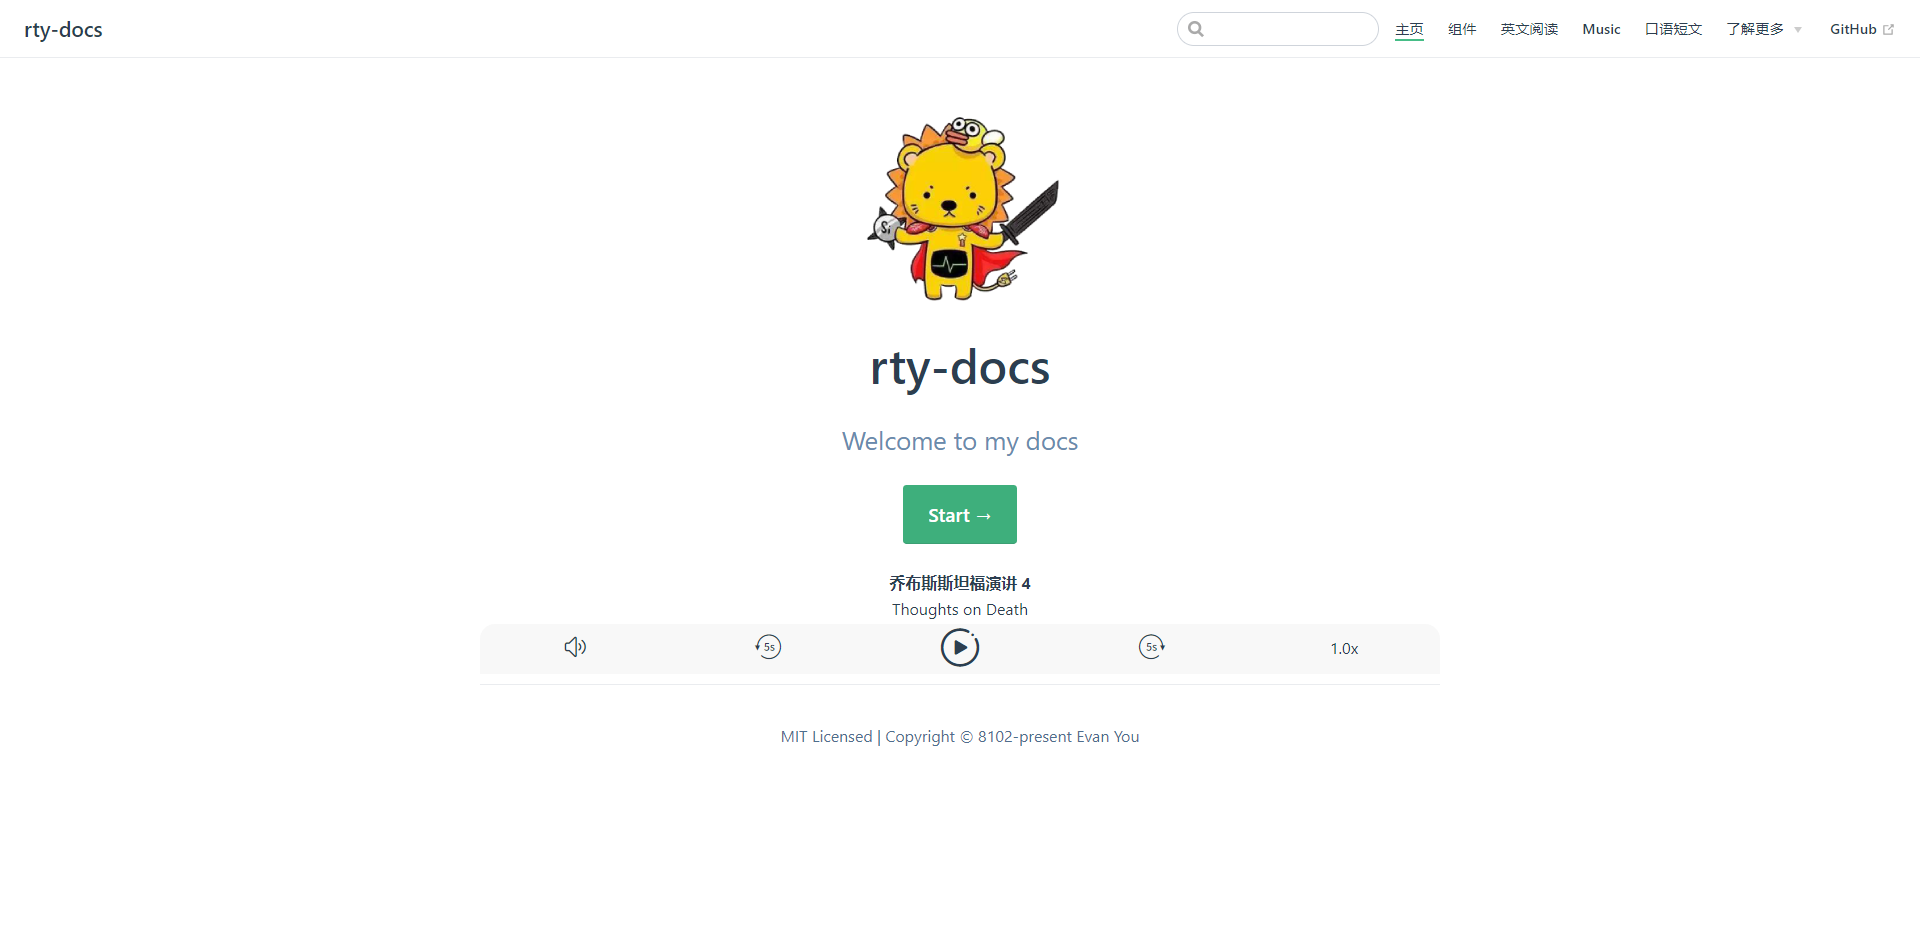 rty-docs
主页 组件 英文阅读 Music 口语短文 了解更多 GitHub
Si
rty-docs
Welcome to my docs
Start →
乔布斯斯坦福演讲 4
Thoughts on Death
5s 5s 1.0x
MIT Licensed | Copyright © 8102-present Evan You